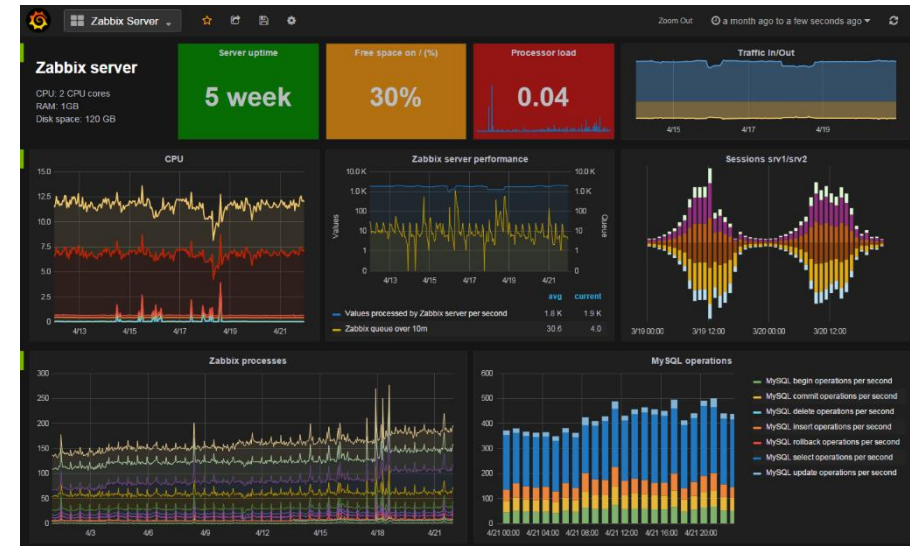 Zabbix Server
Zoom Out
a month ago to a few seconds ago
Zabbix server
CPU: 2 CPU cores
RAM: 1GB
Disk space: 120 GB
Server uptime
5 week
Free space on / (%)
30%
Processor load
0.04
Traffic In/Out
4/15 4/17 4/19
CPU
15.0
12.5
10.0
7.5
5.0
2.5
0
4/13 4/15 4/17 4/19 4/21
Zabbix server performance
10.0 K 10.0 K
1.0 K 1.0 K
100 100
10 10
1 1
0 0
Values
Queue
4/13 4/15 4/17 4/19 4/21
avg current
Values processed by Zabbix server per second 1.8 K 1.9 K
Zabbix queue over 10m 30.6 4.0
Sessions srv1/srv2
3/19 00:00 3/19 12:00 3/20 00:00 3/20 12:00
Zabbix processes
300
250
200
150
100
50
0
4/3 4/6 4/9 4/12 4/15 4/18 4/21
MySQL operations
600
500
400
300
200
100
0
4/21 00:00 4/21 04:00 4/21 08:00 4/21 12:00 4/21 16:00 4/21 20:00
MySQL begin operations per second
MySQL commit operations per second
MySQL delete operations per second
MySQL insert operations per second
MySQL rollback operations per second
MySQL select operations per second
MySQL update operations per second